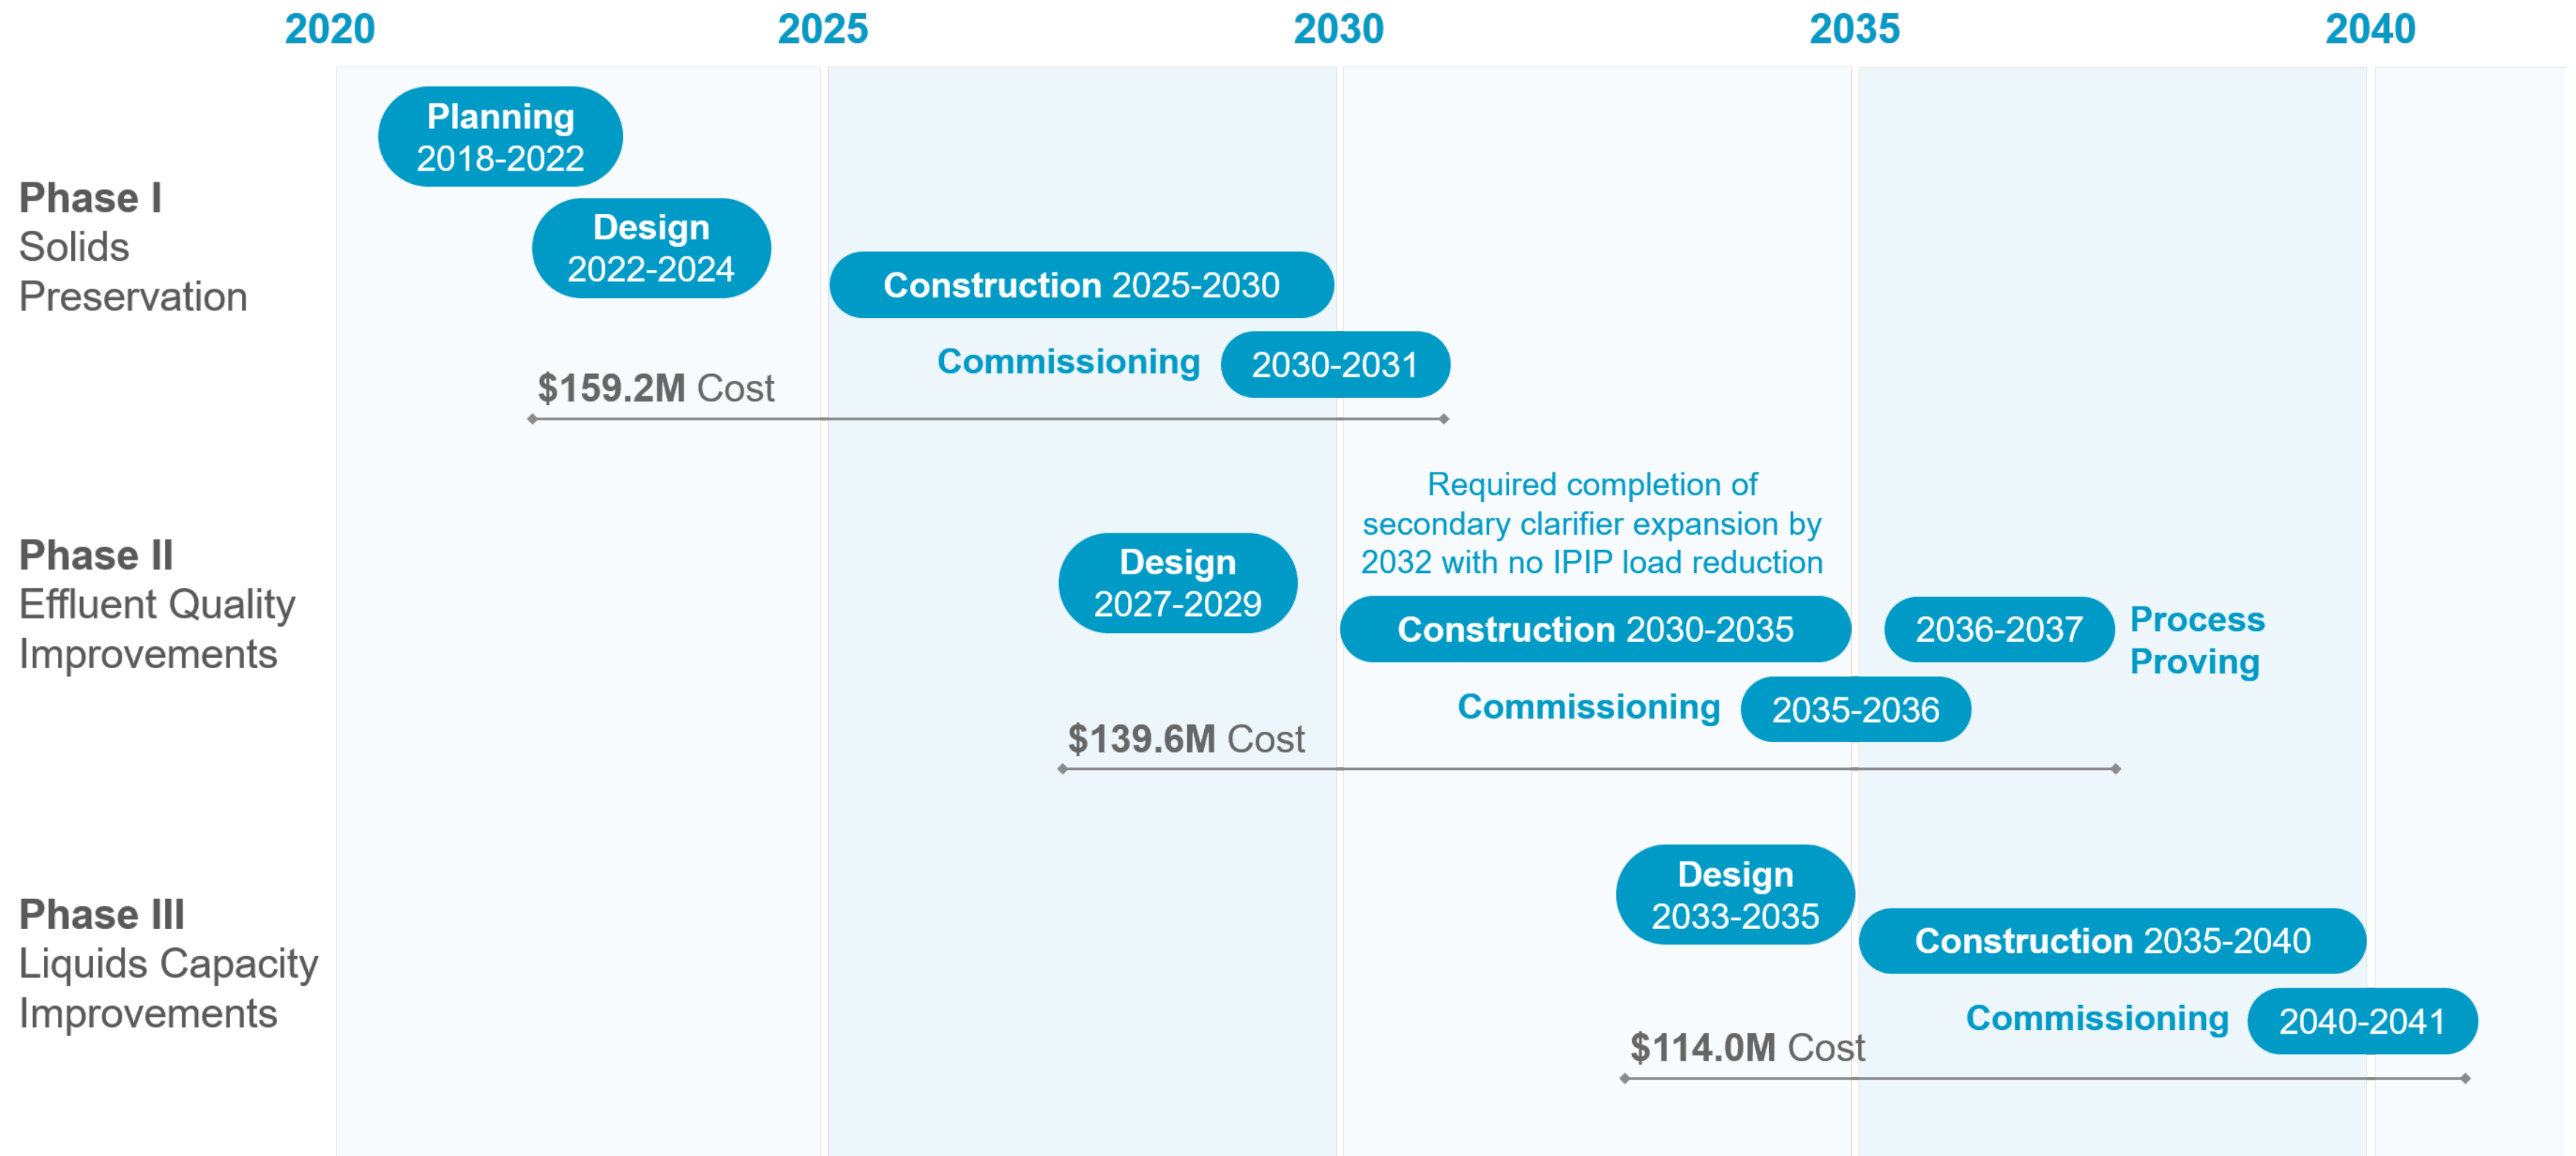 2020 2025 2030 2035 2040
Phase I
Solids
Preservation
Planning
2018-2022
Design
2022-2024
Construction 2025-2030
Commissioning 2030-2031
$159.2M Cost
Phase II
Effluent Quality
Improvements
Design
2027-2029
Required completion of
secondary clarifier expansion by
2032 with no IPIP load reduction
Construction 2030-2035
2036-2037 Process
Proving
Commissioning 2035-2036
$139.6M Cost
Phase III
Liquids Capacity
Improvements
Design
2033-2035
Construction 2035-2040
Commissioning 2040-2041
$114.0M Cost